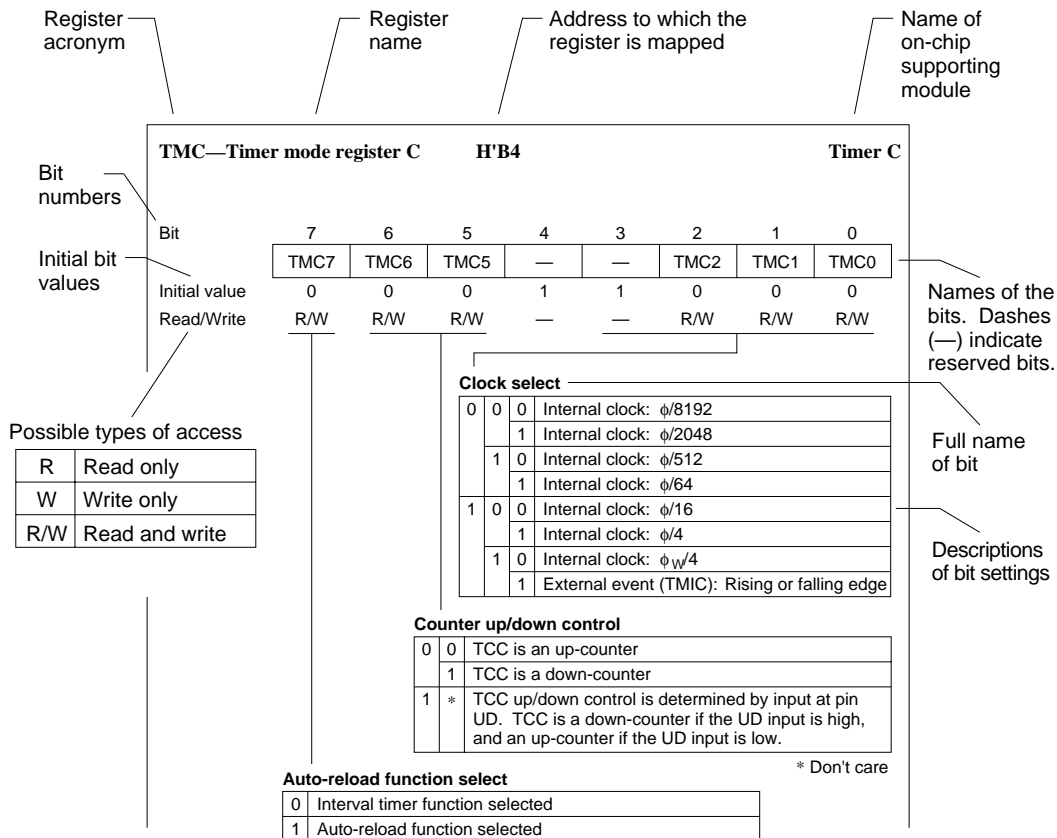 Register acronym
Register name
Address to which the register is mapped
Name of on-chip supporting module
TMC—Timer mode register C H'B4 Timer C
Bit numbers
Bit 7 6 5 4 3 2 1 0
Initial bit values
TMC7 TMC6 TMC5 — — TMC2 TMC1 TMC0
Initial value 0 0 0 1 1 0 0 0
Read/Write R/W R/W R/W — — R/W R/W R/W
Names of the bits. Dashes (—) indicate reserved bits.
Possible types of access
R Read only
W Write only
R/W Read and write
Clock select
0 0 0 Internal clock: ϕ/8192
1 Internal clock: ϕ/2048
1 0 Internal clock: ϕ/512
1 Internal clock: ϕ/64
1 0 0 Internal clock: ϕ/16
1 Internal clock: ϕ/4
1 0 Internal clock: ϕW/4
1 External event (TMIC): Rising or falling edge
Full name of bit
Descriptions of bit settings
Counter up/down control
0 0 TCC is an up-counter
1 TCC is a down-counter
1 * TCC up/down control is determined by input at pin
UD. TCC is a down-counter if the UD input is high,
and an up-counter if the UD input is low.
* Don't care
Auto-reload function select
0 Interval timer function selected
1 Auto-reload function selected